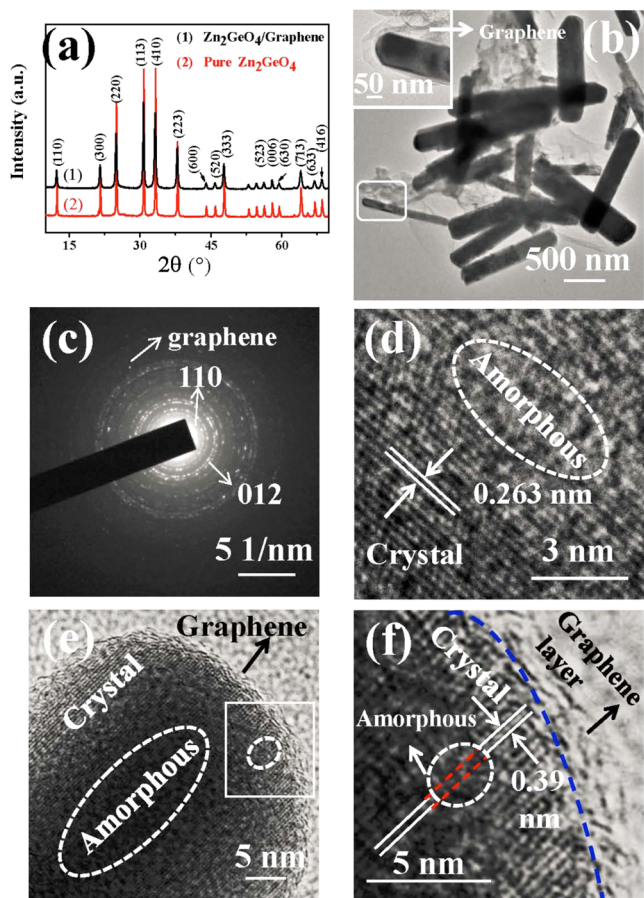 (a)
(1) Zn₂GeO₄/Graphene
(2) Pure Zn₂GeO₄
Intensity (a.u.)
(110)
(300)
(220)
(113)
(410)
(223)
(600)
(520)
(333)
(523)
(006)
(630)
(713)
(633)
(416)
(1)
(2)
15
30
45
60
2θ (°)
(b)
Graphene
50 nm
500 nm
(c)
graphene
110
012
5 1/nm
(d)
Amorphous
0.263 nm
Crystal
3 nm
(e)
Graphene
Crystal
Amorphous
5 nm
(f)
Graphene
layer
Crystal
Amorphous
0.39
nm
5 nm